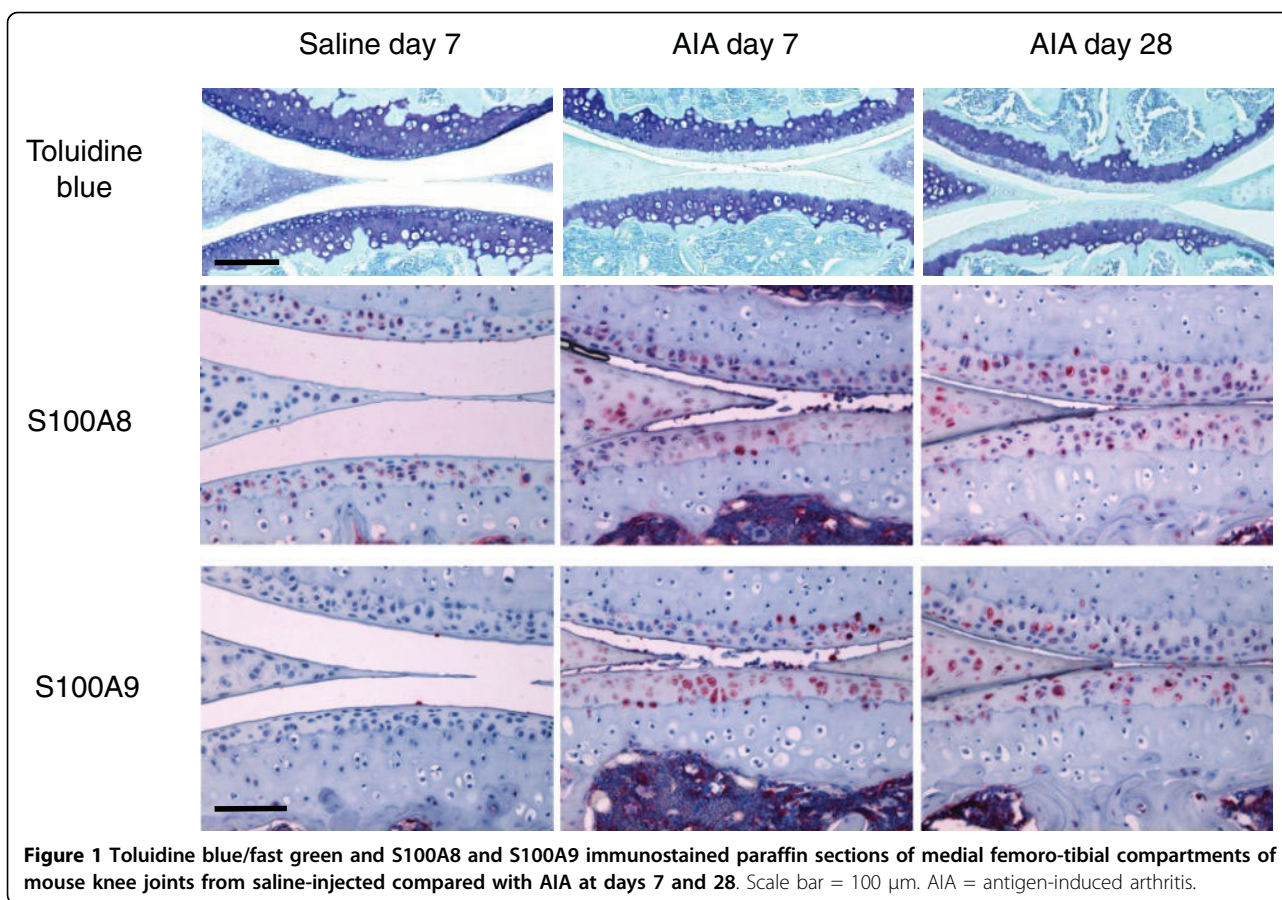 Saline day 7 AIA day 7 AIA day 28
Toluidine
blue
S100A8
S100A9
Figure 1 Toluidine blue/fast green and S100A8 and S100A9 immunostained paraffin sections of medial femoro-tibial compartments of
mouse knee joints from saline-injected compared with AIA at days 7 and 28. Scale bar = 100 μm. AIA = antigen-induced arthritis.